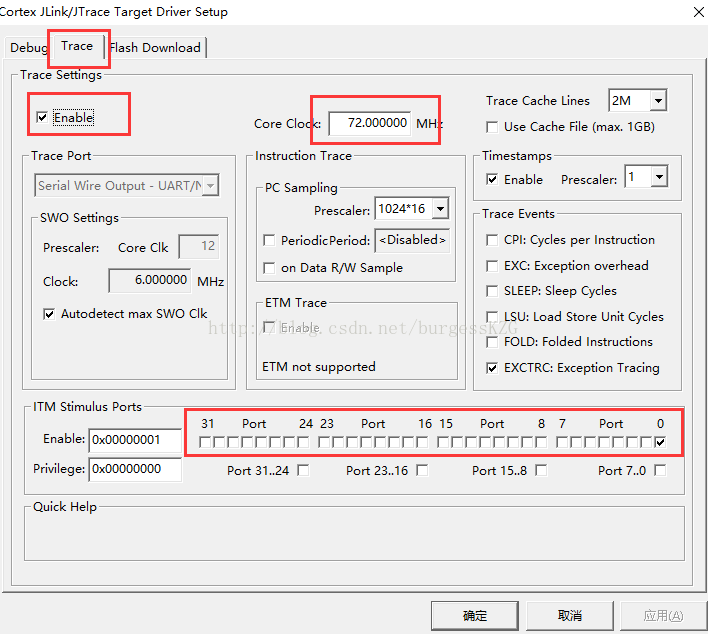 Cortex JLink/JTrace Target Driver Setup
Debug Trace Flash Download
Trace Settings
Enable
Core Clock: 72.000000 MHz
Trace Cache Lines 2M
Use Cache File (max. 1GB)
Trace Port
Serial Wire Output - UART/N
SWO Settings
Prescaler: Core Clk 12
Clock: 6.000000 MHz
Autodetect max SWO Clk
Instruction Trace
PC Sampling
Prescaler: 1024*16
Periodic Period: <Disabled>
on Data R/W Sample
ETM Trace
Enable
ETM not supported
Timestamps
Enable Prescaler: 1
Trace Events
CPI: Cycles per Instruction
EXC: Exception overhead
SLEEP: Sleep Cycles
LSU: Load Store Unit Cycles
FOLD: Folded Instructions
EXCTRC: Exception Tracing
http://blog.csdn.net/burgessKZG
ITM Stimulus Ports
31 Port 24 23 Port 16 15 Port 8 7 Port 0
Enable: 0x00000001
Privilege: 0x00000000
Port 31..24 Port 23..16 Port 15..8 Port 7..0
Quick Help
确定 取消 应用(A)